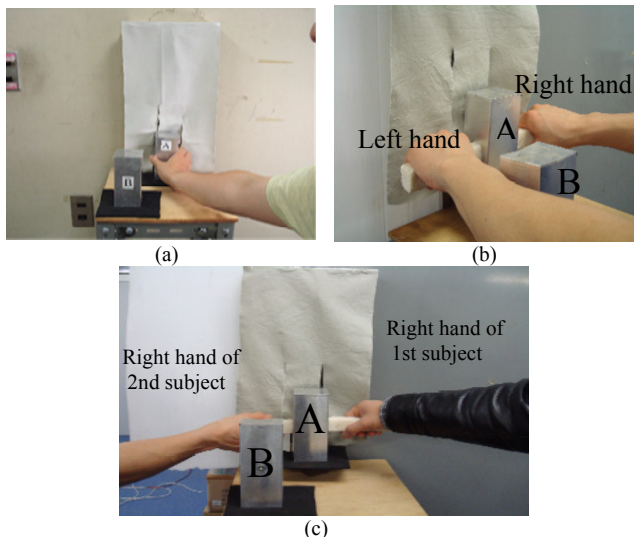 A
B
(a)
Right hand
Left hand
A
B
(b)
Right hand of
2nd subject
Right hand of
1st subject
A
B
(c)